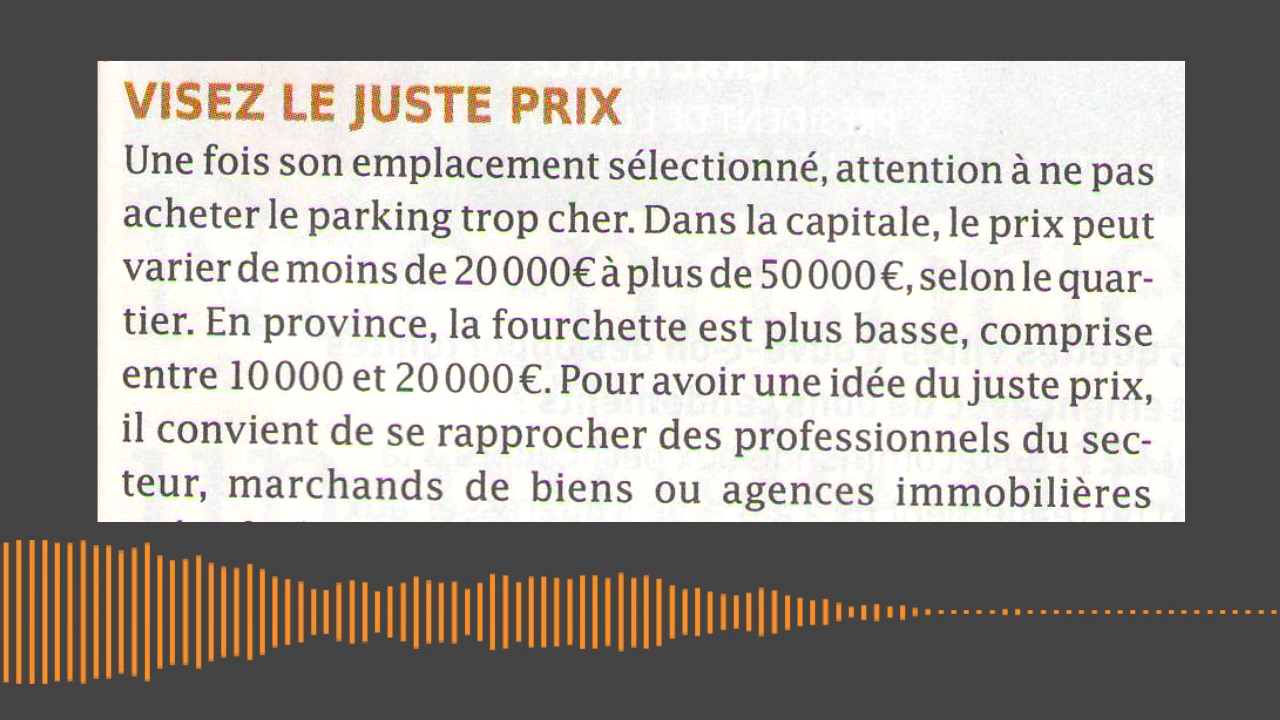 VISEZ LE JUSTE PRIX
Une fois son emplacement sélectionné, attention à ne pas
acheter le parking trop cher. Dans la capitale, le prix peut
varier de moins de 20 000 € à plus de 50 000 €, selon le quar-
tier. En province, la fourchette est plus basse, comprise
entre 10 000 et 20 000 €. Pour avoir une idée du juste prix,
il convient de se rapprocher des professionnels du sec-
teur, marchands de biens ou agences immobilières